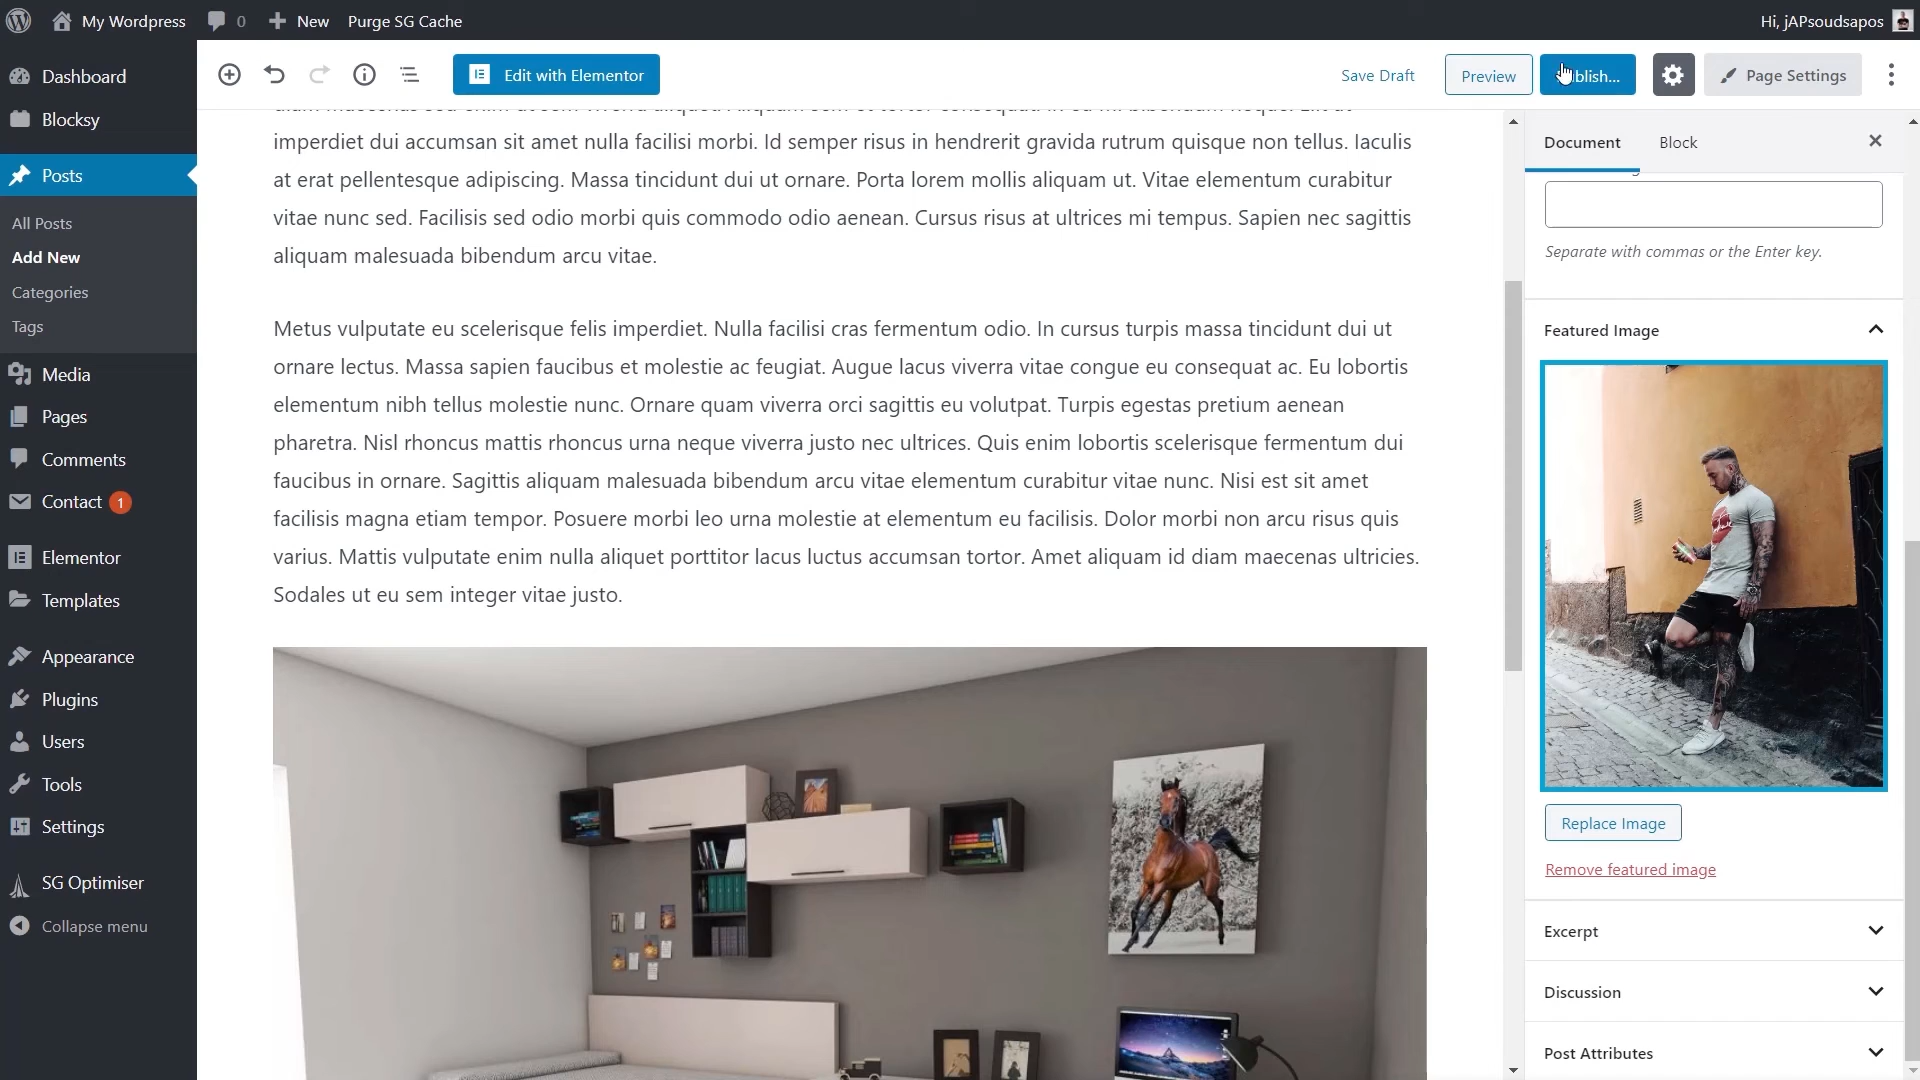 My Wordpress
0
New
Purge SG Cache
Hi, jAPsoudsapos
Dashboard
Blocksy
Posts
All Posts
Add New
Categories
Tags
Media
Pages
Comments
Contact 1
Elementor
Templates
Appearance
Plugins
Users
Tools
Settings
SG Optimiser
Collapse menu
Edit with Elementor
Save Draft
Preview
Page Settings
imperdiet dui accumsan sit amet nulla facilisi morbi. Id semper risus in hendrerit gravida rutrum quisque non tellus. Iaculis
at erat pellentesque adipiscing. Massa tincidunt dui ut ornare. Porta lorem mollis aliquam ut. Vitae elementum curabitur
vitae nunc sed. Facilisis sed odio morbi quis commodo odio aenean. Cursus risus at ultrices mi tempus. Sapien nec sagittis
aliquam malesuada bibendum arcu vitae.
Metus vulputate eu scelerisque felis imperdiet. Nulla facilisi cras fermentum odio. In cursus turpis massa tincidunt dui ut
ornare lectus. Massa sapien faucibus et molestie ac feugiat. Augue lacus viverra vitae congue eu consequat ac. Eu lobortis
elementum nibh tellus molestie nunc. Ornare quam viverra orci sagittis eu volutpat. Turpis egestas pretium aenean
pharetra. Nisl rhoncus mattis rhoncus urna neque viverra justo nec ultrices. Quis enim lobortis scelerisque fermentum dui
faucibus in ornare. Sagittis aliquam malesuada bibendum arcu vitae elementum curabitur vitae nunc. Nisi est sit amet
facilisis magna etiam tempor. Posuere morbi leo urna molestie at elementum eu facilisis. Dolor morbi non arcu risus quis
varius. Mattis vulputate enim nulla aliquet porttitor lacus luctus accumsan tortor. Amet aliquam id diam maecenas ultricies.
Sodales ut eu sem integer vitae justo.
Document
Block
Separate with commas or the Enter key.
Featured Image
Replace Image
Remove featured image
Excerpt
Discussion
Post Attributes